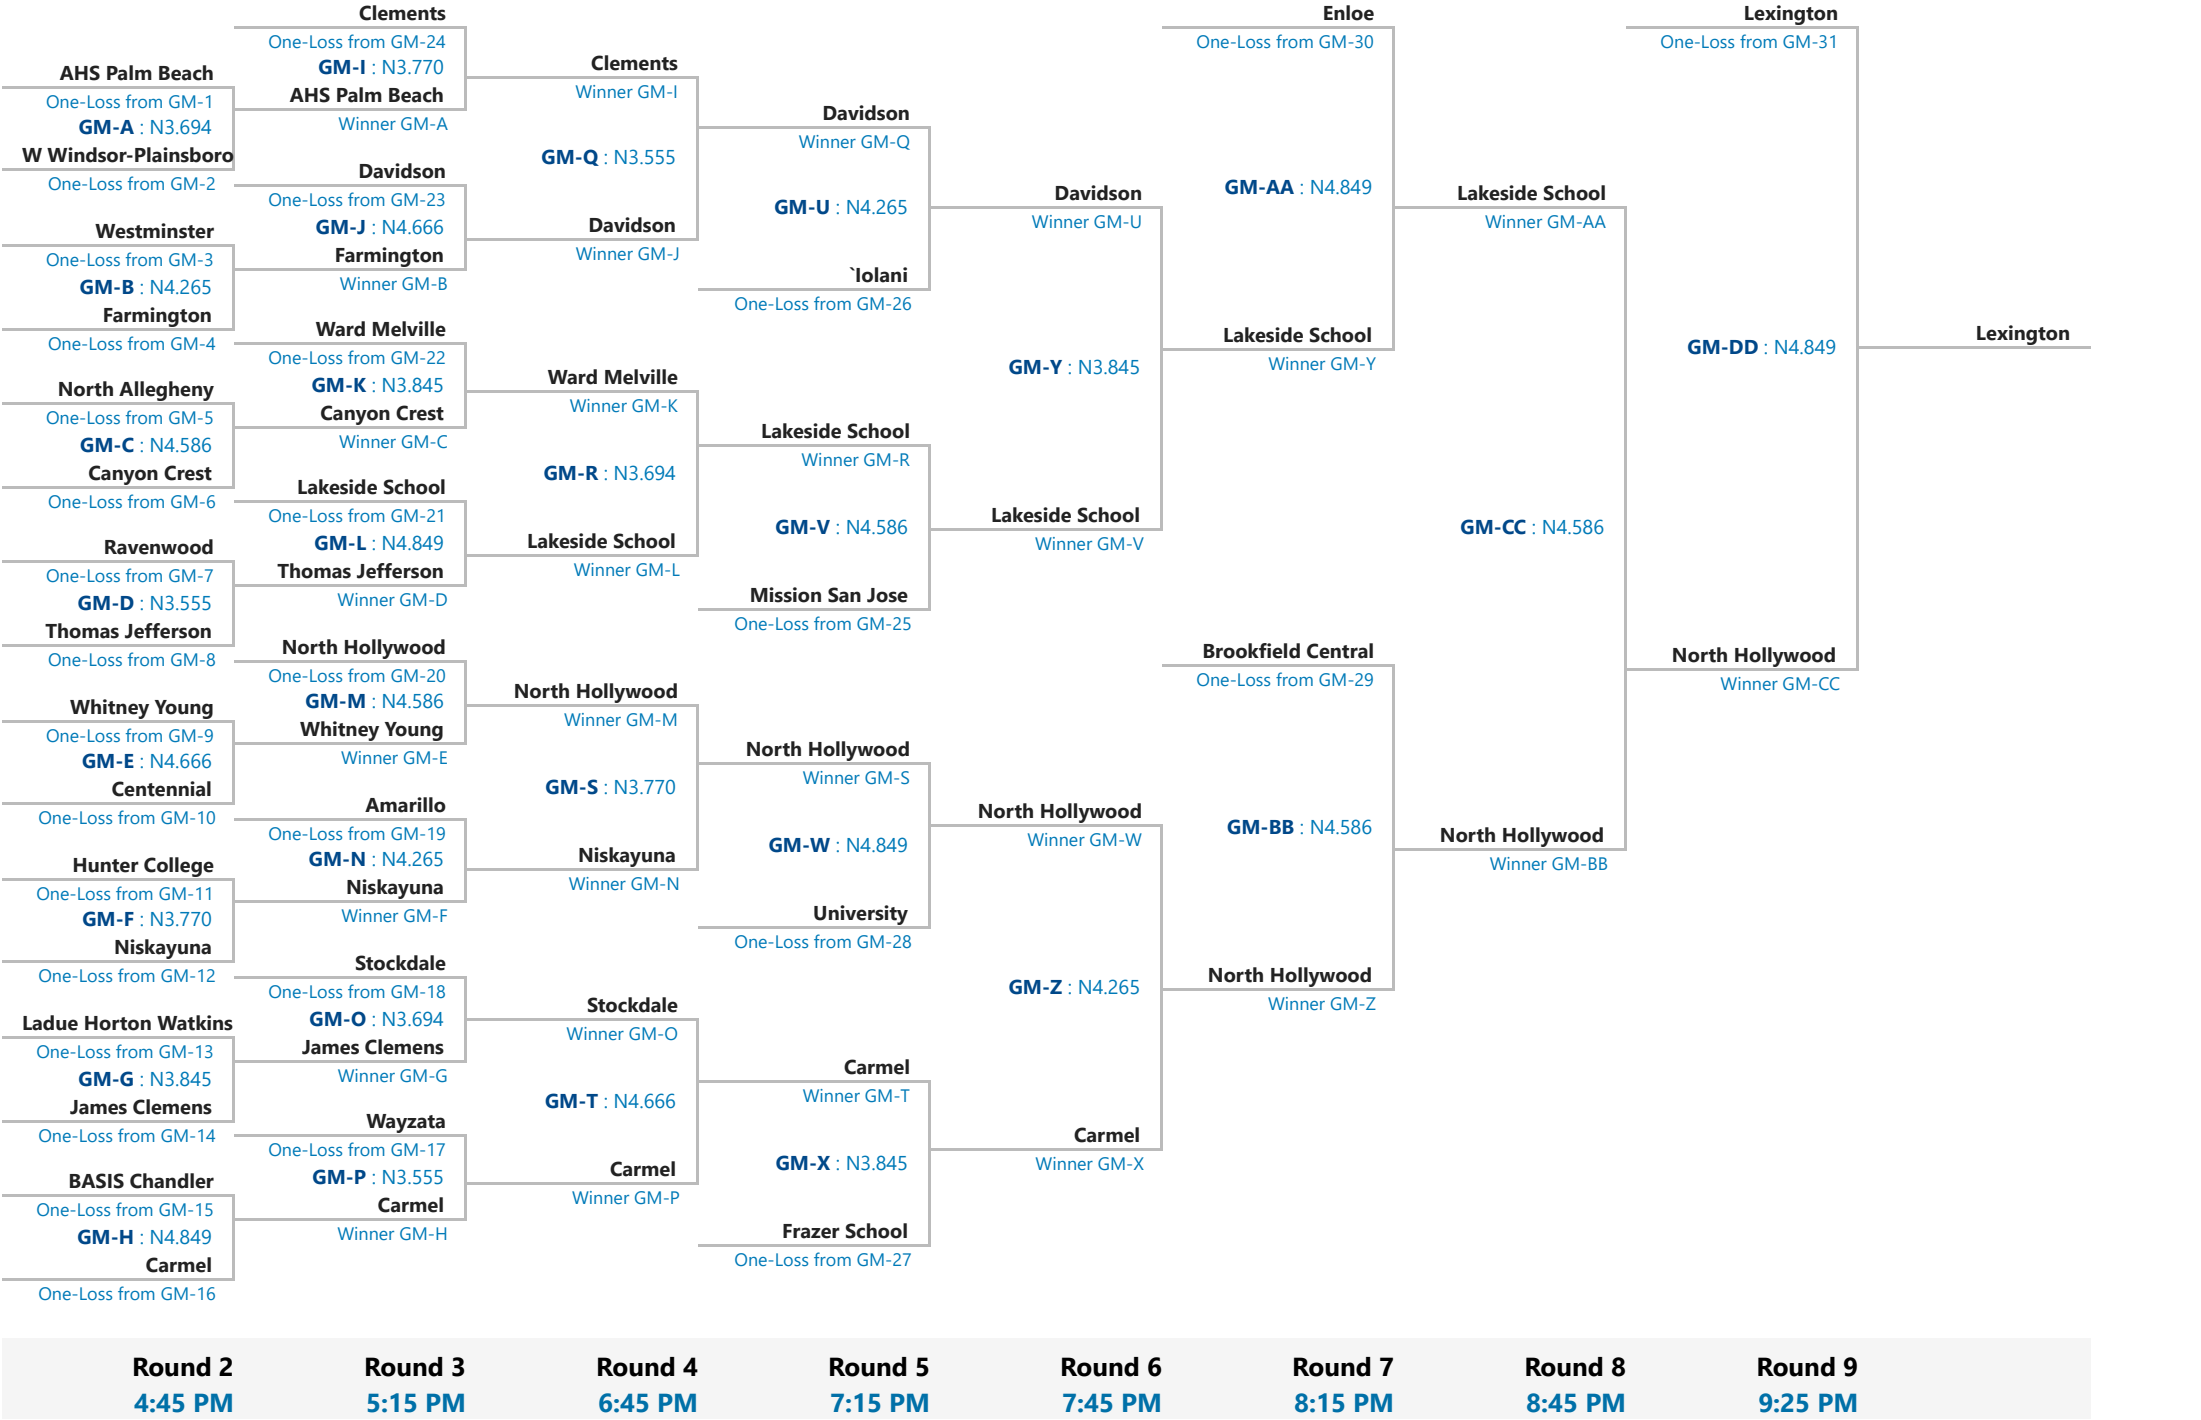 AHS Palm Beach
One-Loss from GM-1
GM-A : N3.694
W Windsor-Plainsboro
One-Loss from GM-2
Westminster
One-Loss from GM-3
GM-B : N4.265
Farmington
One-Loss from GM-4
North Allegheny
One-Loss from GM-5
GM-C : N4.586
Canyon Crest
One-Loss from GM-6
Ravenwood
One-Loss from GM-7
GM-D : N3.555
Thomas Jefferson
One-Loss from GM-8
Whitney Young
One-Loss from GM-9
GM-E : N4.666
Centennial
One-Loss from GM-10
Hunter College
One-Loss from GM-11
GM-F : N3.770
Niskayuna
One-Loss from GM-12
Ladue Horton Watkins
One-Loss from GM-13
GM-G : N3.845
James Clemens
One-Loss from GM-14
BASIS Chandler
One-Loss from GM-15
GM-H : N4.849
Carmel
One-Loss from GM-16
Clements
One-Loss from GM-24
GM-I : N3.770
AHS Palm Beach
Winner GM-A
Davidson
One-Loss from GM-23
GM-J : N4.666
Farmington
Winner GM-B
Ward Melville
One-Loss from GM-22
GM-K : N3.845
Canyon Crest
Winner GM-C
Lakeside School
One-Loss from GM-21
GM-L : N4.849
Thomas Jefferson
Winner GM-D
North Hollywood
One-Loss from GM-20
GM-M : N4.586
Whitney Young
Winner GM-E
Amarillo
One-Loss from GM-19
GM-N : N4.265
Niskayuna
Winner GM-F
Stockdale
One-Loss from GM-18
GM-O : N3.694
James Clemens
Winner GM-G
Wayzata
One-Loss from GM-17
GM-P : N3.555
Carmel
Winner GM-H
Clements
Winner GM-I
GM-Q : N3.555
Davidson
Winner GM-J
Ward Melville
Winner GM-K
GM-R : N3.694
Lakeside School
Winner GM-L
North Hollywood
Winner GM-M
GM-S : N3.770
Niskayuna
Winner GM-N
Stockdale
Winner GM-O
GM-T : N4.666
Carmel
Winner GM-P
Davidson
Winner GM-Q
GM-U : N4.265
`Iolani
One-Loss from GM-26
Lakeside School
Winner GM-R
GM-V : N4.586
Mission San Jose
One-Loss from GM-25
North Hollywood
Winner GM-S
GM-W : N4.849
University
One-Loss from GM-28
Carmel
Winner GM-T
GM-X : N3.845
Frazer School
One-Loss from GM-27
Davidson
Winner GM-U
GM-Y : N3.845
Lakeside School
Winner GM-V
North Hollywood
Winner GM-W
GM-Z : N4.265
Carmel
Winner GM-X
Enloe
One-Loss from GM-30
GM-AA : N4.849
Lakeside School
Winner GM-Y
Brookfield Central
One-Loss from GM-29
GM-BB : N4.586
North Hollywood
Winner GM-Z
Lakeside School
Winner GM-AA
GM-CC : N4.586
North Hollywood
Winner GM-BB
Lexington
One-Loss from GM-31
GM-DD : N4.849
North Hollywood
Winner GM-CC
Lexington
Round 2 Round 3 Round 4 Round 5 Round 6 Round 7 Round 8 Round 9
4:45 PM 5:15 PM 6:45 PM 7:15 PM 7:45 PM 8:15 PM 8:45 PM 9:25 PM